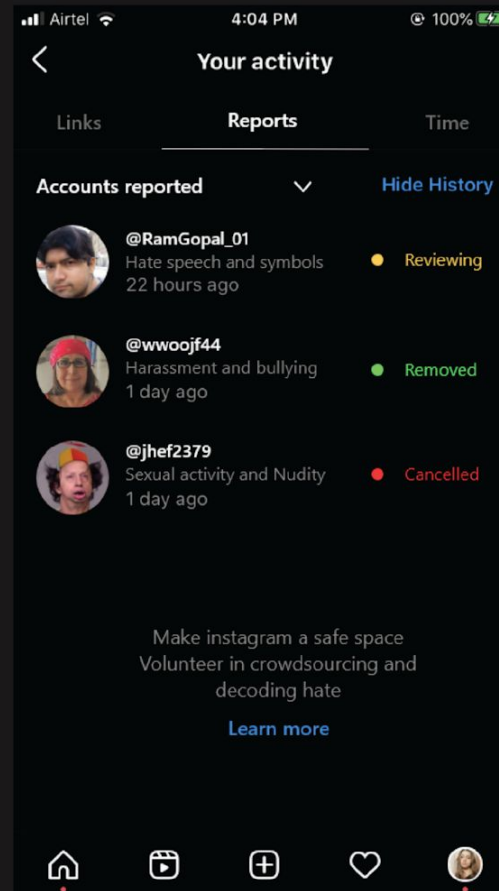 Airtel 4:04 PM 100%
Your activity
Links Reports Time
Accounts reported Hide History
@RamGopal_01
Hate speech and symbols Reviewing
22 hours ago
@wwoojf44
Harassment and bullying Removed
1 day ago
@jhef2379
Sexual activity and Nudity Cancelled
1 day ago
Make instagram a safe space
Volunteer in crowdsourcing and
decoding hate
Learn more